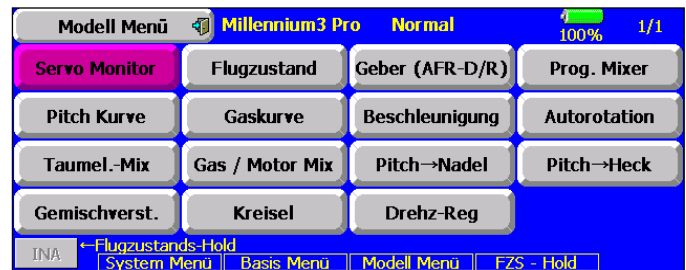 Modell Menü Millennium3 Pro Normal 100% 1/1
Servo Monitor Flugzustand Geber (AFR-D/R) Prog. Mixer
Pitch Kurve Gaskurve Beschleunigung Autorotation
Taumel.-Mix Gas / Motor Mix Pitch→Nadel Pitch→Heck
Gemischverst. Kreisel Drehz-Reg
INA ←Flugzustands-Hold
System Menü Basis Menü Modell Menü FZS - Hold